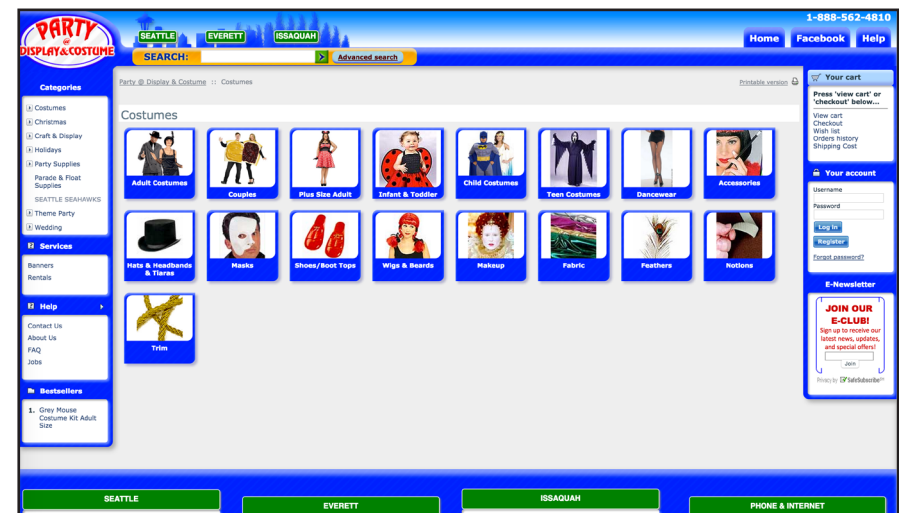 1-888-562-4810
PARTY
@
DISPLAY & COSTUME
SEATTLE
EVERETT
ISSAQUAH
Home
Facebook
Help
SEARCH:
Advanced search
Categories
Costumes
Christmas
Craft & Display
Holidays
Party Supplies
Parade & Float
Supplies
SEATTLE SEAHAWKS
Theme Party
Wedding
Services
Banners
Rentals
Help
Contact Us
About Us
FAQ
Jobs
Bestsellers
1. Grey Mouse
Costume Kit Adult
Size
Party @ Display & Costume :: Costumes
Printable version
Costumes
Adult Costumes
Couples
Plus Size Adult
Infant & Toddler
Child Costumes
Teen Costumes
Dancewear
Accessories
Hats & Headbands
& Tiaras
Masks
Shoes/Boot Tops
Wigs & Beards
Makeup
Fabric
Feathers
Notions
Trim
Your cart
Press 'view cart' or
'checkout' below...
View cart
Checkout
Wish list
Orders history
Shipping Cost
Your account
Username
Password
Log in
Register
Forgot password?
E-Newsletter
JOIN OUR
E-CLUB!
Sign up to receive our
latest news, updates,
and special offers!
Join
Privacy by SafeSubscribe℠
SEATTLE
EVERETT
ISSAQUAH
PHONE & INTERNET